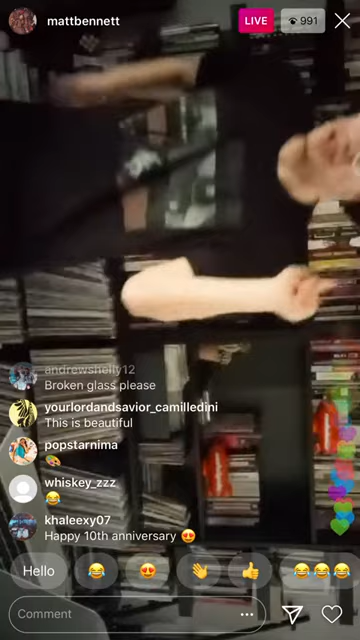 mattbennett
LIVE
991
andrewshelly12
Broken glass please
yourlordandsavior_camilledini
This is beautiful
popstarnima
🎨
whiskey_zzz
😂
khaleexy07
Happy 10th anniversary 😍
Hello 😂 😍 👋 👍 😂😂😂
Comment